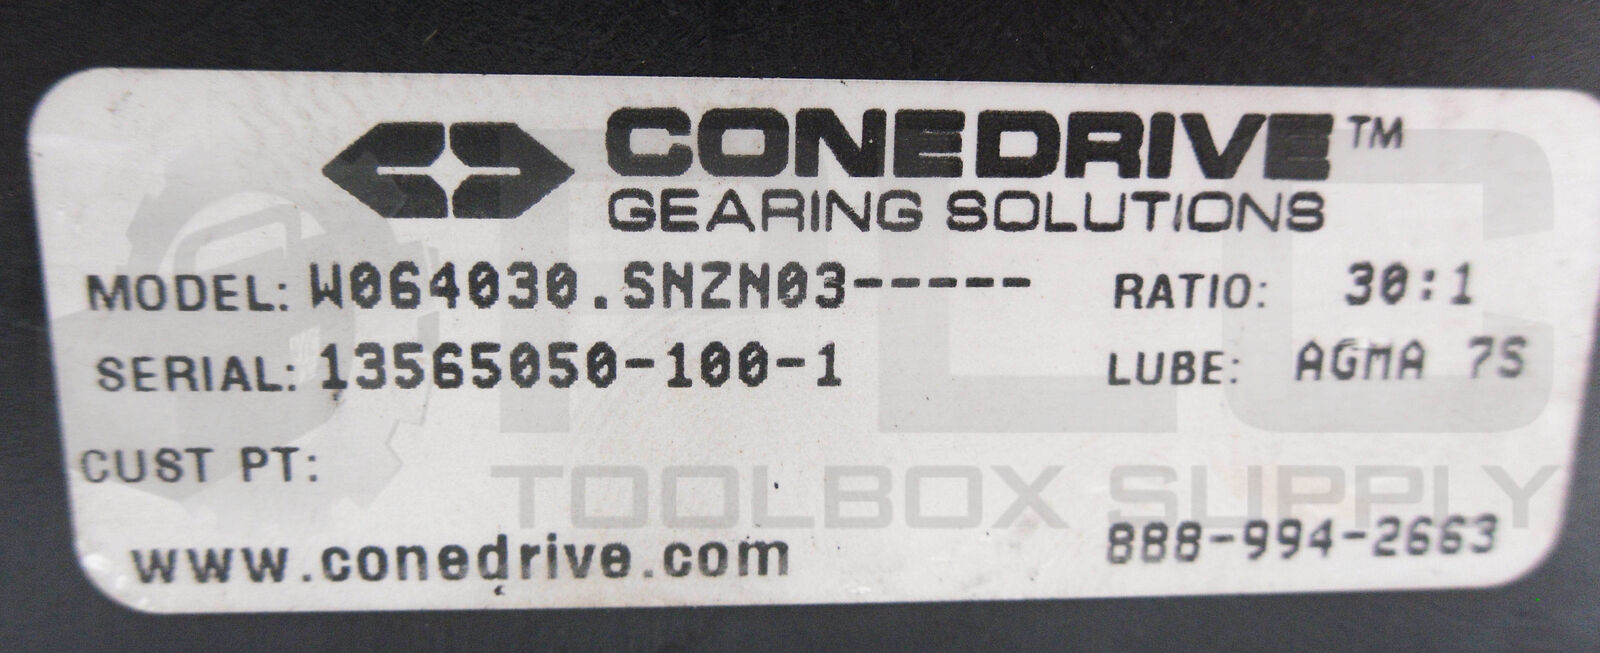 CONEDRIVE™
GEARING SOLUTIONS
MODEL: W064030.SNZN03-----
RATIO: 30:1
SERIAL: 13565050-100-1
LUBE: AGMA 7S
CUST PT:
PLC
TOOLBOX SUPPLY
www.conedrive.com
888-994-2663